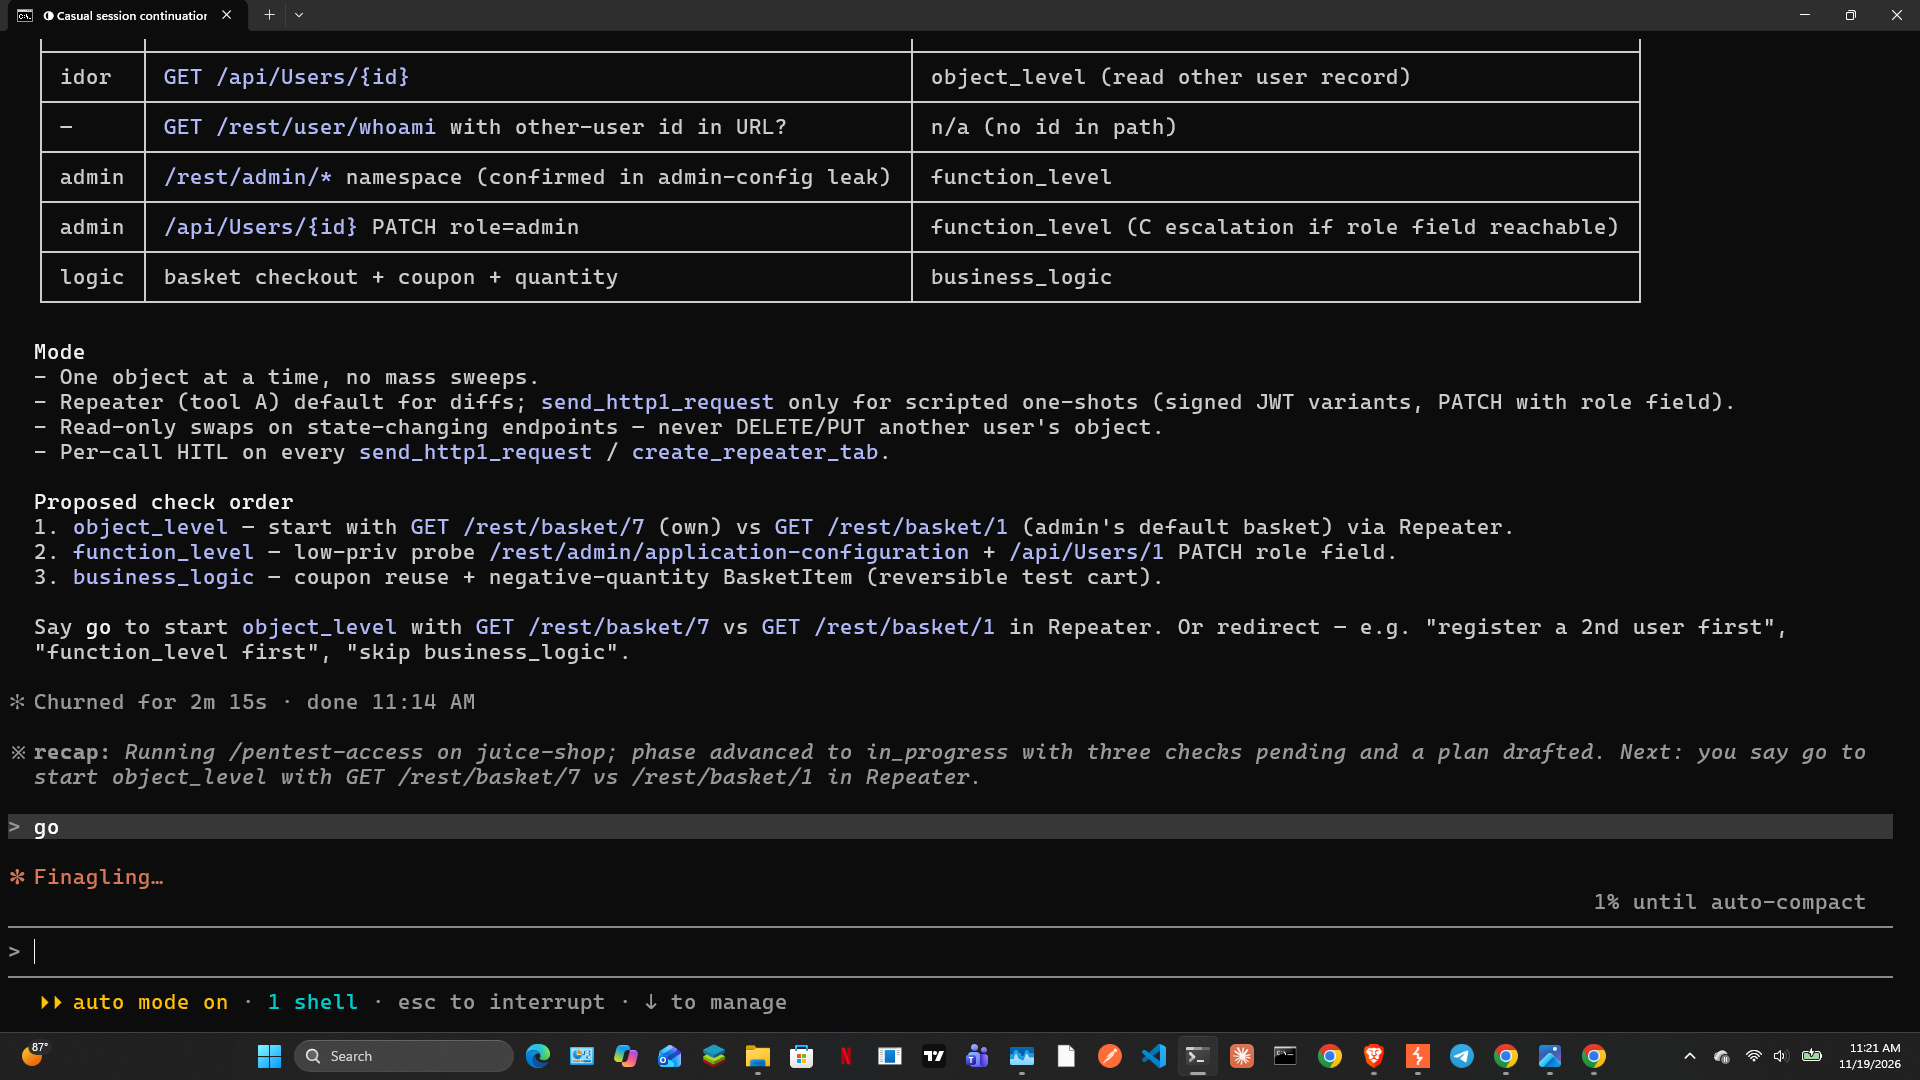 Casual session continuation
idor GET /api/Users/{id} object_level (read other user record)
— GET /rest/user/whoami with other-user id in URL? n/a (no id in path)
admin /rest/admin/* namespace (confirmed in admin-config leak) function_level
admin /api/Users/{id} PATCH role=admin function_level (C escalation if role field reachable)
logic basket checkout + coupon + quantity business_logic
Mode
- One object at a time, no mass sweeps.
- Repeater (tool A) default for diffs; send_http1_request only for scripted one-shots (signed JWT variants, PATCH with role field).
- Read-only swaps on state-changing endpoints — never DELETE/PUT another user's object.
- Per-call HITL on every send_http1_request / create_repeater_tab.
Proposed check order
1. object_level — start with GET /rest/basket/7 (own) vs GET /rest/basket/1 (admin's default basket) via Repeater.
2. function_level — low-priv probe /rest/admin/application-configuration + /api/Users/1 PATCH role field.
3. business_logic — coupon reuse + negative-quantity BasketItem (reversible test cart).
Say go to start object_level with GET /rest/basket/7 vs GET /rest/basket/1 in Repeater. Or redirect — e.g. "register a 2nd user first",
"function_level first", "skip business_logic".
✻ Churned for 2m 15s · done 11:14 AM
※ recap: Running /pentest-access on juice-shop; phase advanced to in_progress with three checks pending and a plan drafted. Next: you say go to
start object_level with GET /rest/basket/7 vs /rest/basket/1 in Repeater.
> go
✻ Finagling…
1% until auto-compact
>
⏵⏵ auto mode on · 1 shell · esc to interrupt · ↓ to manage
87°
Search
11:21 AM
11/19/2026